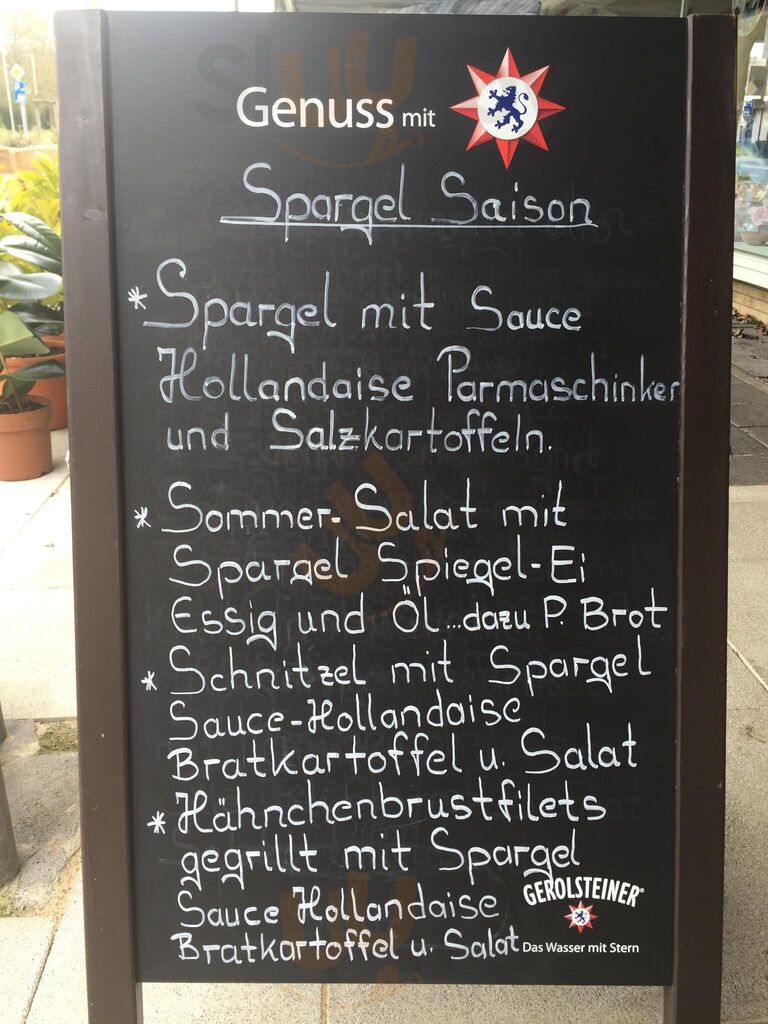 Genuss mit
Spargel Saison
*Spargel mit Sauce
Hollandaise Parmaschinken
und Salzkartoffeln.
*Sommer-Salat mit
Spargel Spiegel-Ei
Essig und Öl...dazu P. Brot
*Schnitzel mit Spargel
Sauce-Hollandaise
Bratkartoffel u. Salat
*Hähnchenbrustfilets
gegrillt mit Spargel
Sauce Hollandaise
Bratkartoffel u. Salat
GEROLSTEINER®
Das Wasser mit Stern